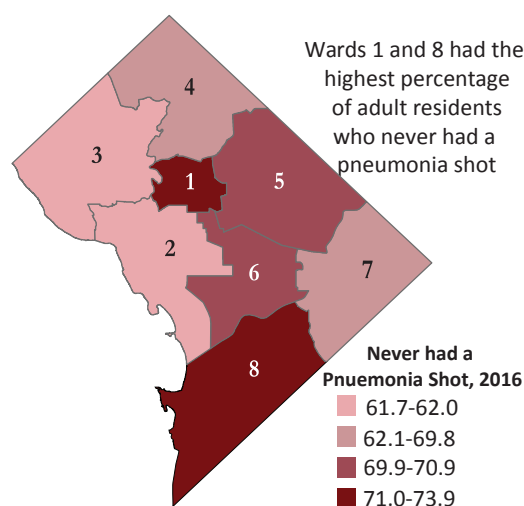 Wards 1 and 8 had the
highest percentage
of adult residents
who never had a
pneumonia shot
4
3
1
5
2
6
7
8
Never had a
Pnuemonia Shot, 2016
61.7-62.0
62.1-69.8
69.9-70.9
71.0-73.9